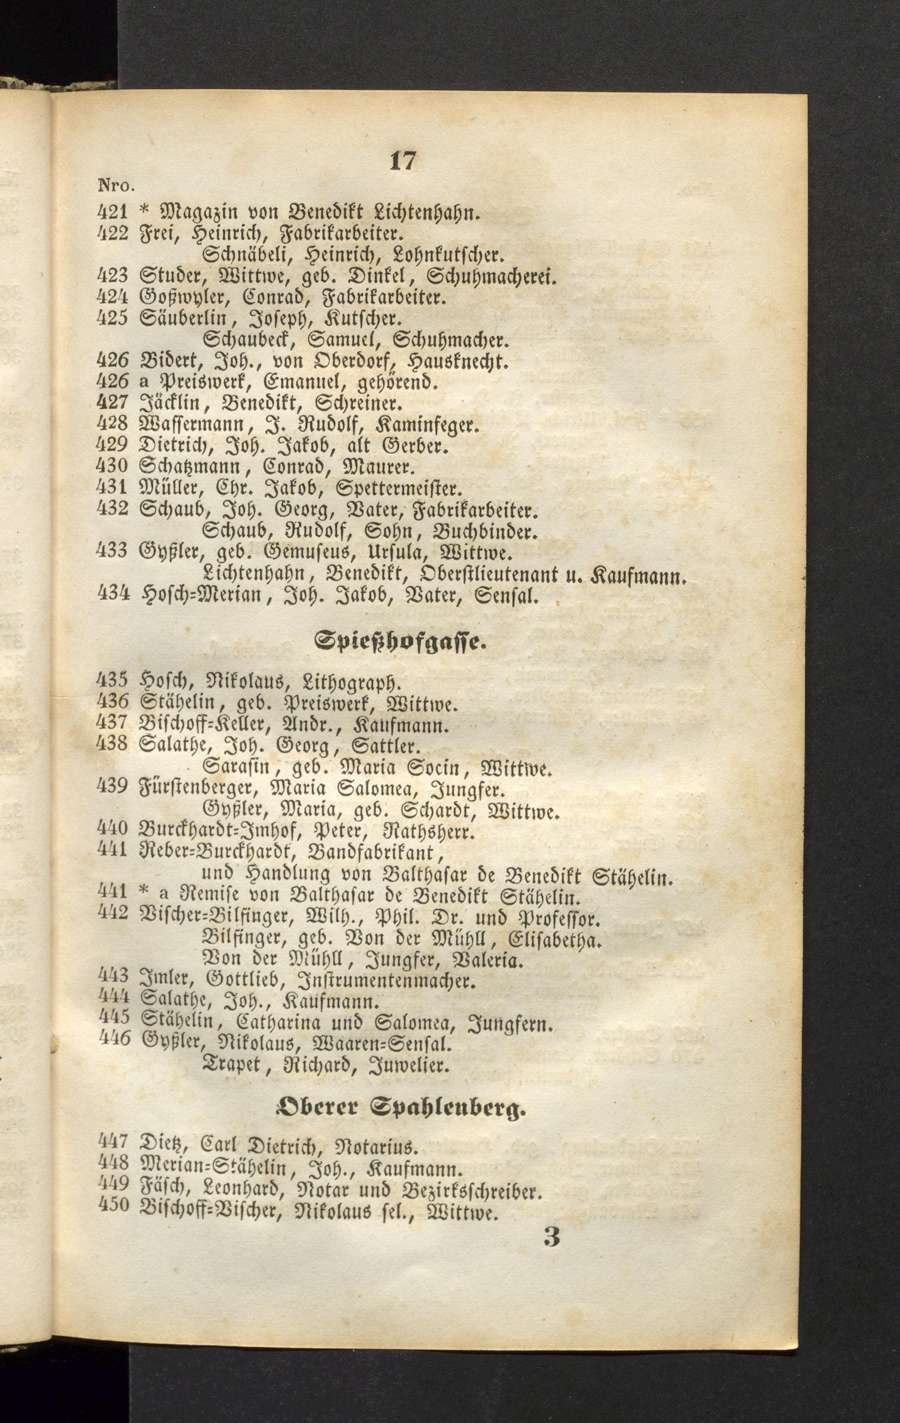 17
Nro.
421 * Magazin von Benedikt Lichtenhahn.
422 Frei, Heinrich, Fabrikarbeiter.
Schnäbeli, Heinrich, Lohnkutscher.
423 Studer, Wittwe, geb. Dinkel, Schuhmacherei.
424 Goßwyler, Conrad, Fabrikarbeiter.
425 Säuberlin, Joseph, Kutscher.
Schaubeck, Samuel, Schuhmacher.
426 Bidert, Joh., von Oberdorf, Hausknecht.
426 a Preiswerk, Emanuel, gehörend.
427 Jäcklin, Benedikt, Schreiner.
428 Wassermann, J. Rudolf, Kaminfeger.
429 Dietrich, Joh. Jakob, alt Gerber.
430 Schatzmann, Conrad, Maurer.
431 Müller, Chr. Jakob, Spettermeister.
432 Schaub, Joh. Georg, Vater, Fabrikarbeiter.
Schaub, Rudolf, Sohn, Buchbinder.
433 Gyßler, geb. Gemuseus, Ursula, Wittwe.
Lichtenhahn, Benedikt, Oberstlieutenant u. Kaufmann.
434 Hosch=Merian, Joh. Jakob, Vater, Sensal.
Spießhofgasse.
435 Hosch, Nikolaus, Lithograph.
436 Stähelin, geb. Preiswerk, Wittwe.
437 Bischoff=Keller, Andr., Kaufmann.
438 Salathe, Joh. Georg, Sattler.
Sarasin, geb. Maria Socin, Wittwe.
439 Fürstenberger, Maria Salomea, Jungfer.
Gyßler, Maria, geb. Schardt, Wittwe.
440 Burckhardt=Imhof, Peter, Rathsherr.
441 Reber=Burckhardt, Bandfabrikant,
und Handlung von Balthasar de Benedikt Stähelin.
441 * a Remise von Balthasar de Benedikt Stähelin.
442 Vischer=Bilfinger, Wilh., Phil. Dr. und Professor.
Bilfinger, geb. Von der Mühll, Elisabetha.
Von der Mühll, Jungfer, Valeria.
443 Imler, Gottlieb, Instrumentenmacher.
444 Salathe, Joh., Kaufmann.
445 Stähelin, Catharina und Salomea, Jungfern.
446 Gyßler, Nikolaus, Waaren=Sensal.
Trapet, Richard, Juwelier.
Oberer Spahlenberg.
447 Dietz, Carl Dietrich, Notarius.
448 Merian=Stähelin, Joh., Kaufmann.
449 Fäsch, Leonhard, Notar und Bezirksschreiber.
450 Bischoff=Vischer, Nikolaus sel., Wittwe.
3